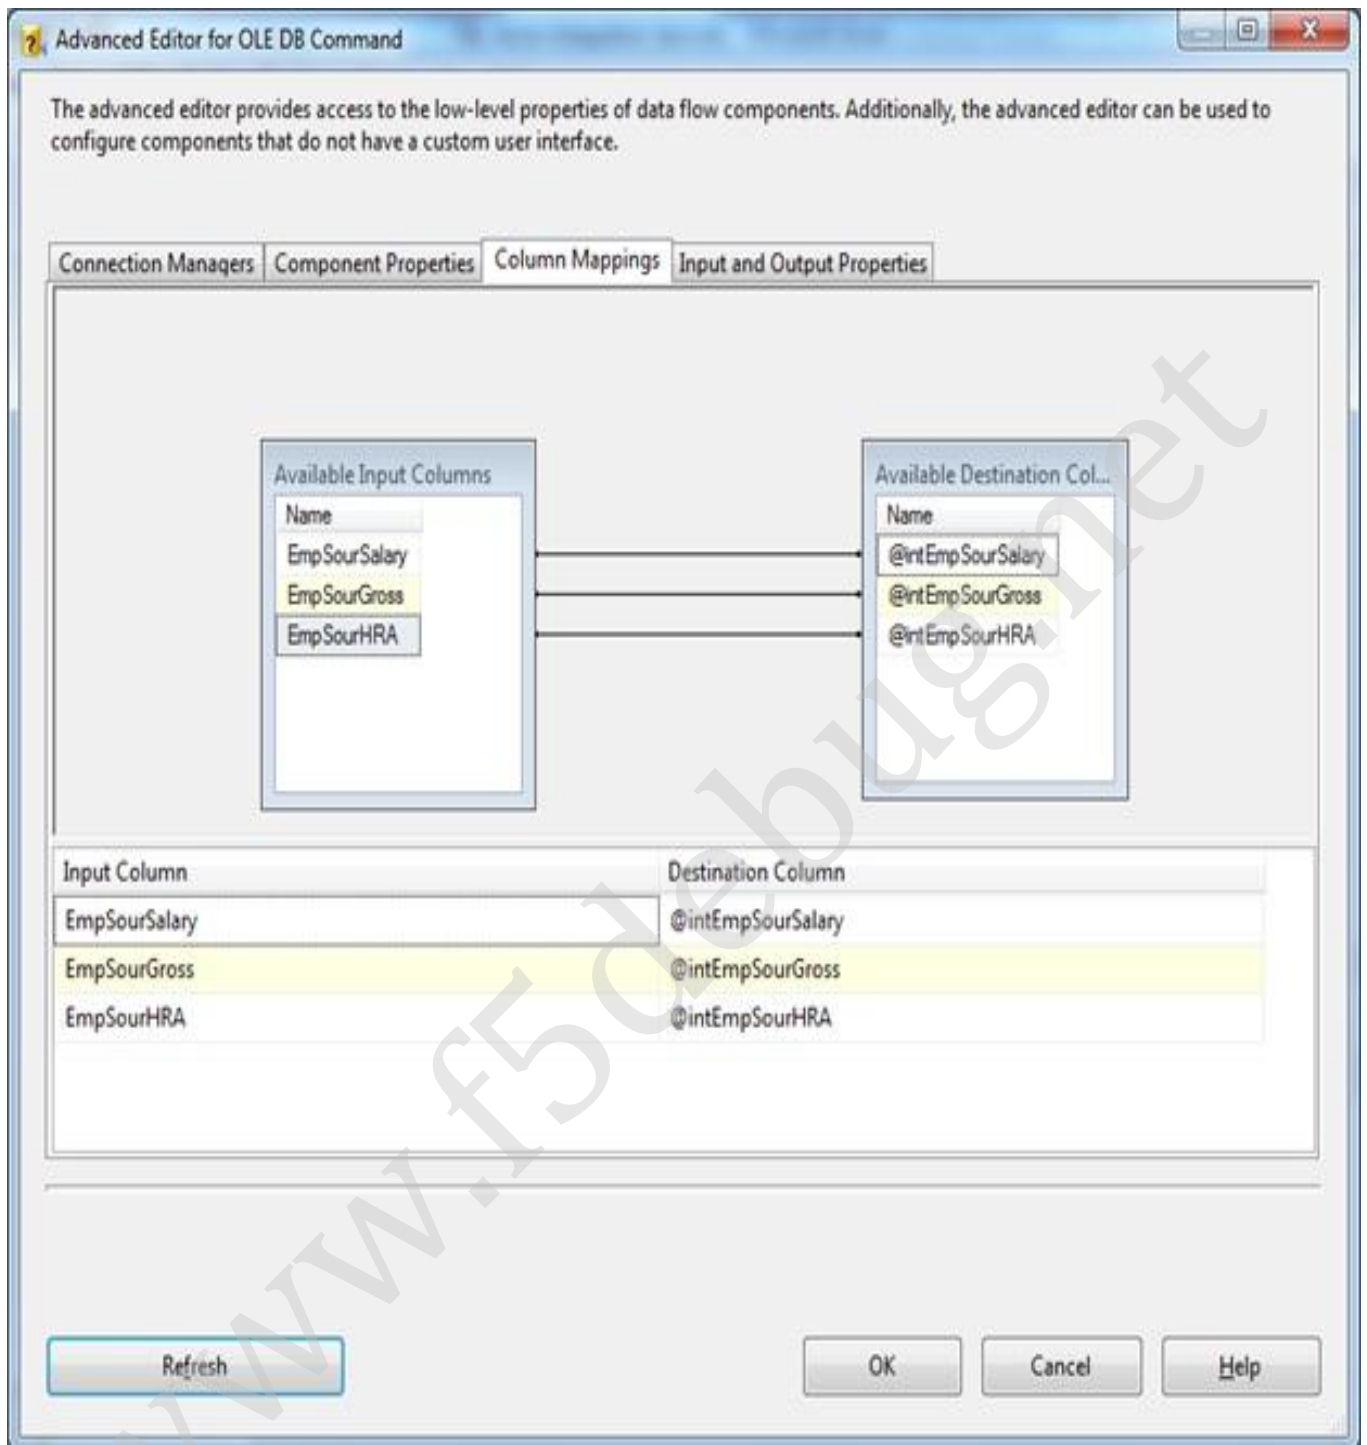 Advanced Editor for OLE DB Command
The advanced editor provides access to the low-level properties of data flow components. Additionally, the advanced editor can be used to
configure components that do not have a custom user interface.
Connection Managers Component Properties Column Mappings Input and Output Properties
Available Input Columns
Name
EmpSourSalary
EmpSourGross
EmpSourHRA
Available Destination Col...
Name
@intEmpSourSalary
@intEmpSourGross
@intEmpSourHRA
Input Column Destination Column
EmpSourSalary @intEmpSourSalary
EmpSourGross @intEmpSourGross
EmpSourHRA @intEmpSourHRA
Refresh OK Cancel Help
www.f5debug.net